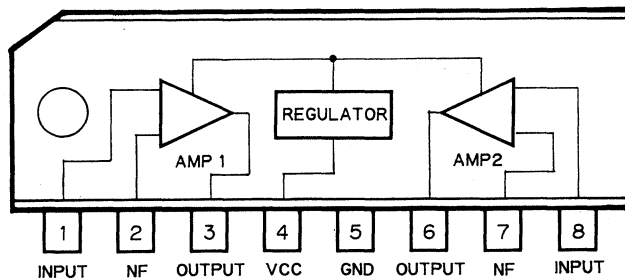 REGULATOR
AMP 1
AMP2
1 2 3 4 5 6 7 8
INPUT NF OUTPUT VCC GND OUTPUT NF INPUT